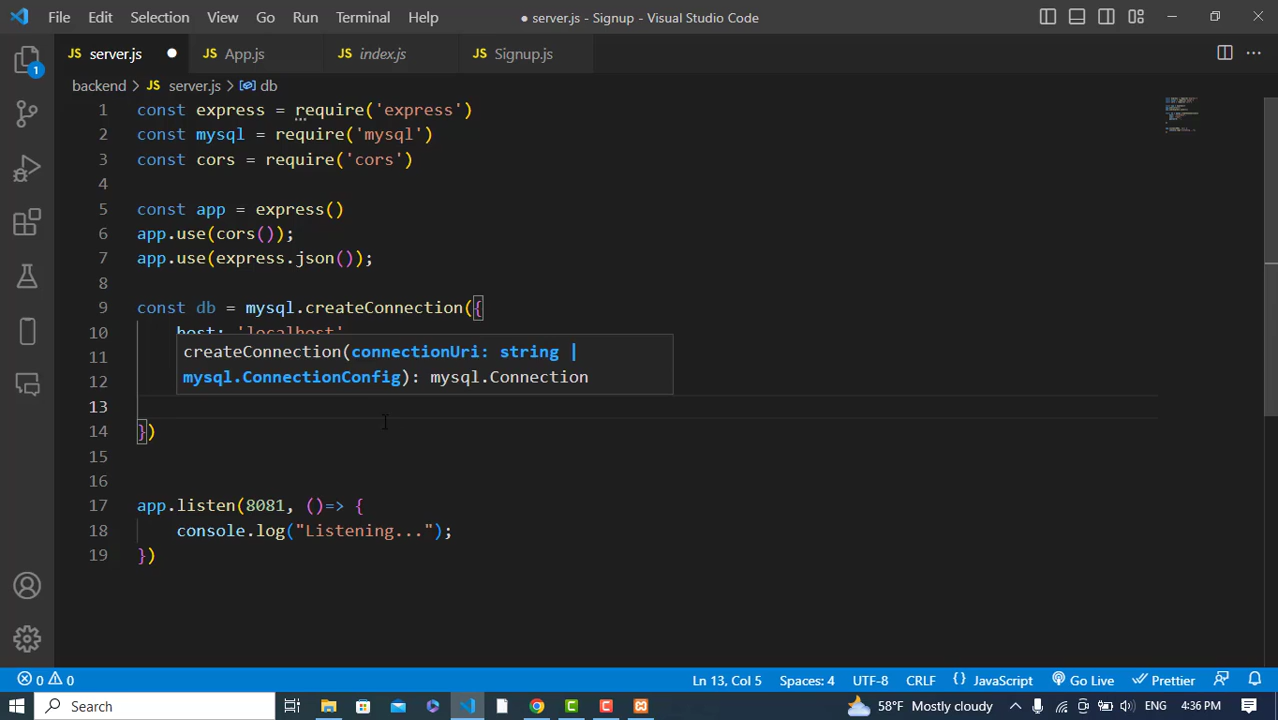 File Edit Selection View Go Run Terminal Help
● server.js - Signup - Visual Studio Code
JS server.js ● JS App.js JS index.js JS Signup.js
backend > JS server.js > db
1 const express = require('express')
2 const mysql = require('mysql')
3 const cors = require('cors')
4
5 const app = express()
6 app.use(cors());
7 app.use(express.json());
8
9 const db = mysql.createConnection({
10 host: 'localhost',
createConnection(connectionUri: string |
11
mysql.ConnectionConfig): mysql.Connection
12
13
14 })
15
16
17 app.listen(8081, ()=> {
18 console.log("Listening...");
19 })
1
0 0 Ln 13, Col 5 Spaces: 4 UTF-8 CRLF {} JavaScript Go Live Prettier
Search 58°F Mostly cloudy ENG 4:36 PM